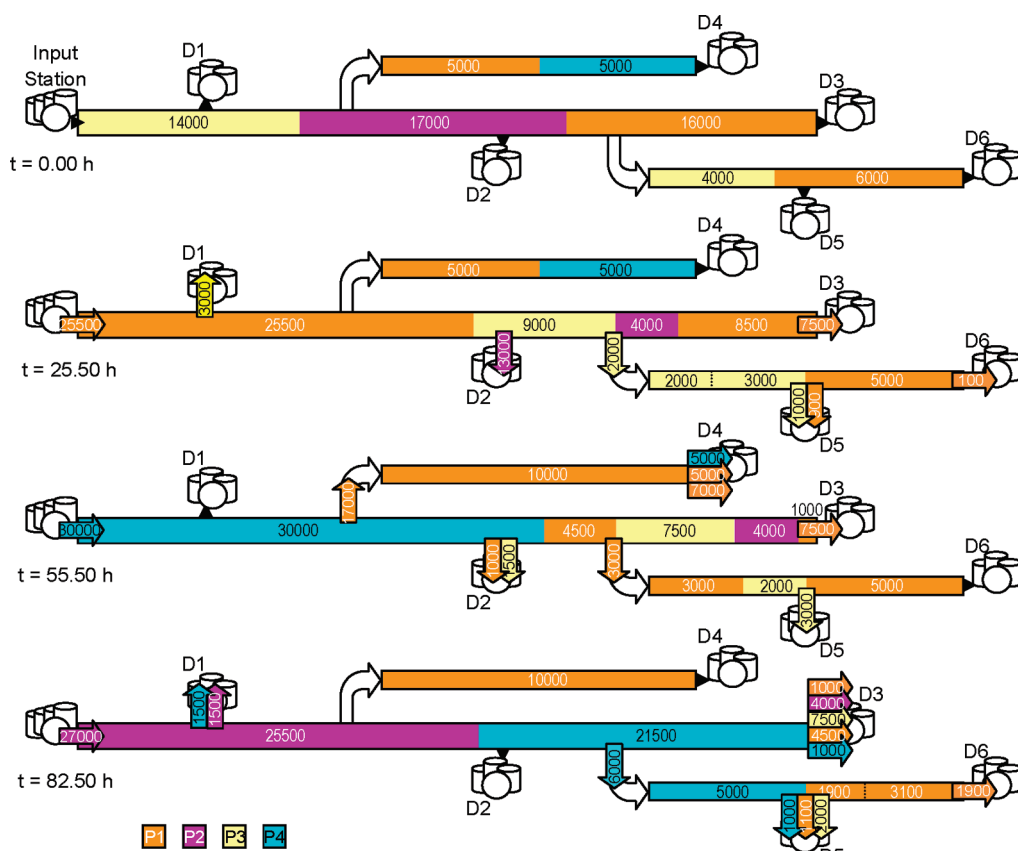 Input
Station
D1
D4
5000 5000
D3
14000 17000 16000
t = 0.00 h
D2
D6
4000 6000
D5
D1
D4
5000 5000
D3
3000
25500 25500 9000 4000 8500 7500
t = 25.50 h
13000
2000
D2
D6
2000 3000 5000 100
1000 900
D5
D4
D1
5000
10000 5000
7000
17000
1000 D3
30000 30000 4500 7500 4000 7500
t = 55.50 h
1000 1500
3000
D2
D6
3000 2000 5000
3000
D5
D1
D4
10000
1500 1500
1000
D3
4000
7500
27000 25500 21500 4500
1000
t = 82.50 h
6000
D2
D6
5000 1900 3100 1900
1000 1100 2000
P1 P2 P3 P4